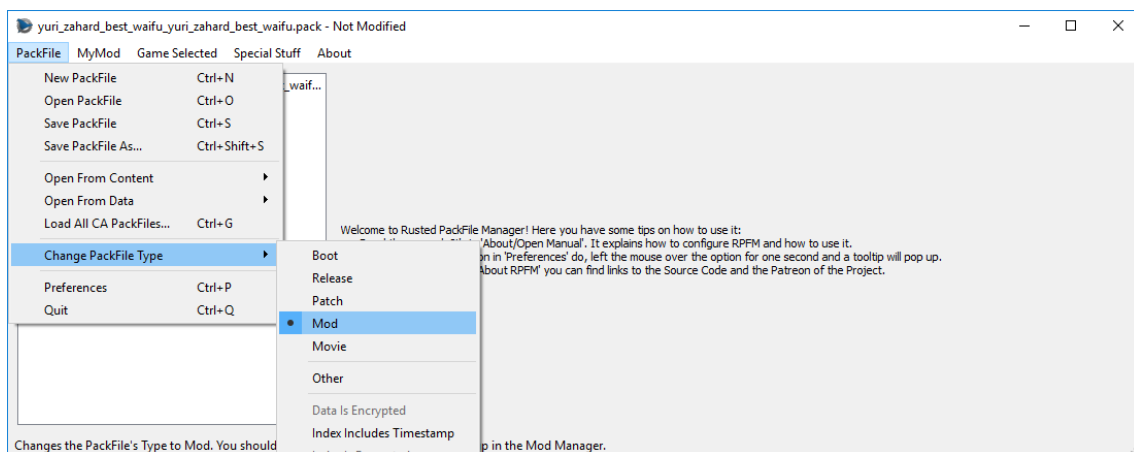 yuri_zahard_best_waifu_yuri_zahard_best_waifu.pack - Not Modified
PackFile MyMod Game Selected Special Stuff About
New PackFile Ctrl+N
_waif...
Open PackFile Ctrl+O
Save PackFile Ctrl+S
Save PackFile As... Ctrl+Shift+S
Open From Content
Open From Data
Load All CA PackFiles... Ctrl+G
Change PackFile Type
Preferences Ctrl+P
Quit Ctrl+Q
Boot
Release
Patch
Mod
Movie
Other
Data Is Encrypted
Index Includes Timestamp
Welcome to Rusted PackFile Manager! Here you have some tips on how to use it:
'About/Open Manual'. It explains how to configure RPFM and how to use it.
on in 'Preferences' do, left the mouse over the option for one second and a tooltip will pop up.
About RPFM' you can find links to the Source Code and the Patreon of the Project.
Changes the PackFile's Type to Mod. You should p in the Mod Manager.